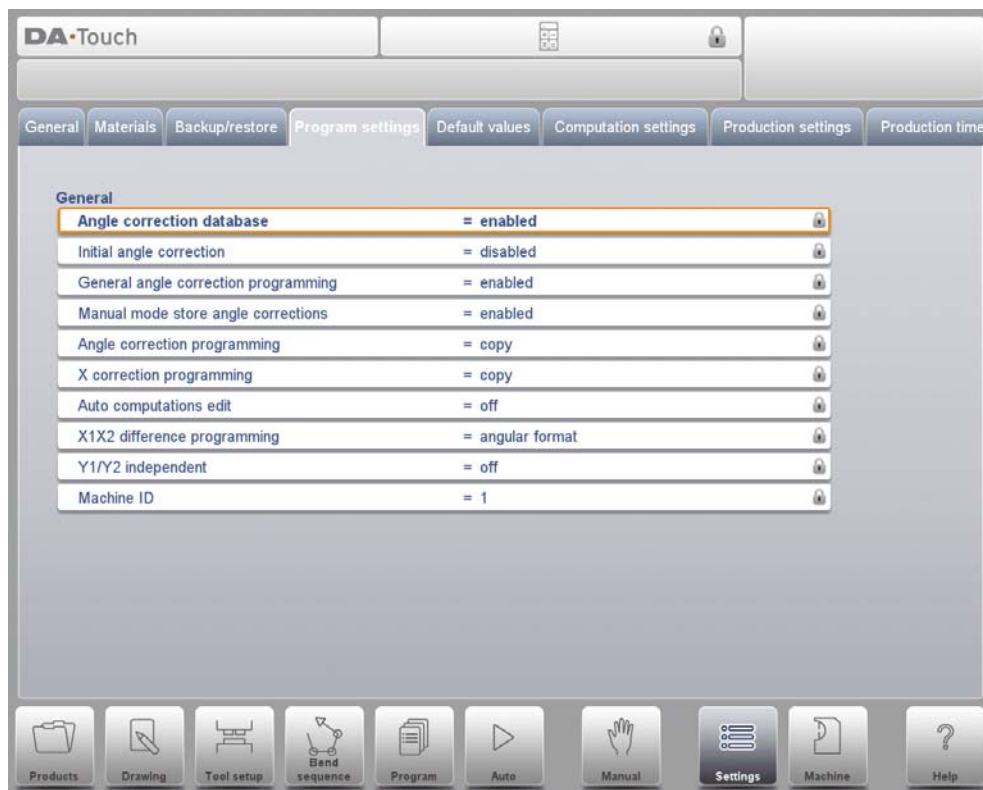 DA·Touch
General Materials Backup/restore Program settings Default values Computation settings Production settings Production time
General
Angle correction database = enabled
Initial angle correction = disabled
General angle correction programming = enabled
Manual mode store angle corrections = enabled
Angle correction programming = copy
X correction programming = copy
Auto computations edit = off
X1X2 difference programming = angular format
Y1/Y2 independent = off
Machine ID = 1
Products Drawing Tool setup Bend sequence Program Auto Manual Settings Machine Help